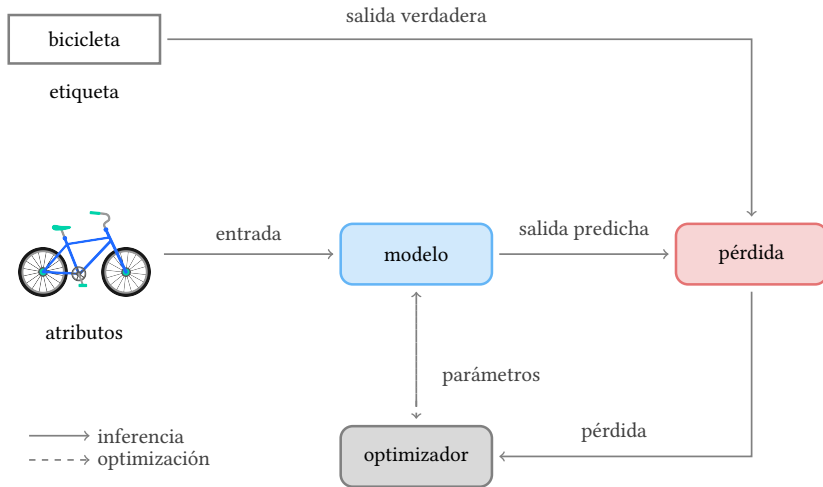 salida verdadera
bicicleta
etiqueta
entrada
salida predicha
modelo
pérdida
atributos
parámetros
inferencia
optimización
optimizador
pérdida